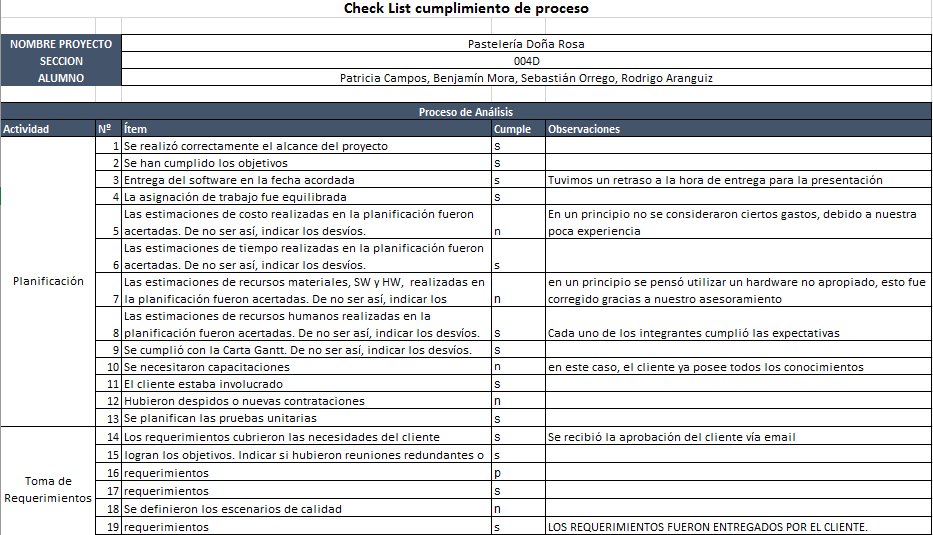 Check List cumplimiento de proceso
NOMBRE PROYECTO Pastelería Doña Rosa
SECCION 004D
ALUMNO Patricia Campos, Benjamín Mora, Sebastián Orrego, Rodrigo Aranguiz
Proceso de Análisis
Actividad Nº Ítem Cumple Observaciones
Planificación
1 Se realizó correctamente el alcance del proyecto s
2 Se han cumplido los objetivos s
3 Entrega del software en la fecha acordada s Tuvimos un retraso a la hora de entrega para la presentación
4 La asignación de trabajo fue equilibrada s
Las estimaciones de costo realizadas en la planificación fueron En un principio no se consideraron ciertos gastos, debido a nuestra
5 acertadas. De no ser así, indicar los desvíos. n poca experiencia
Las estimaciones de tiempo realizadas en la planificación fueron
6 acertadas. De no ser así, indicar los desvíos. s
Las estimaciones de recursos materiales, SW y HW, realizadas en en un principio se pensó utilizar un hardware no apropiado, esto fue
7 la planificación fueron acertadas. De no ser así, indicar los n corregido gracias a nuestro asesoramiento
Las estimaciones de recursos humanos realizadas en la
8 planificación fueron acertadas. De no ser así, indicar los desvíos. s Cada uno de los integrantes cumplió las expectativas
9 Se cumplió con la Carta Gantt. De no ser así, indicar los desvíos. s
10 Se necesitaron capacitaciones n en este caso, el cliente ya posee todos los conocimientos
11 El cliente estaba involucrado s
12 Hubieron despidos o nuevas contrataciones n
13 Se planifican las pruebas unitarias s
Toma de
Requerimientos
14 Los requerimientos cubrieron las necesidades del cliente s Se recibió la aprobación del cliente vía email
15 logran los objetivos. Indicar si hubieron reuniones redundantes o s
16 requerimientos p
17 requerimientos s
18 Se definieron los escenarios de calidad n
19 requerimientos s LOS REQUERIMIENTOS FUERON ENTREGADOS POR EL CLIENTE.